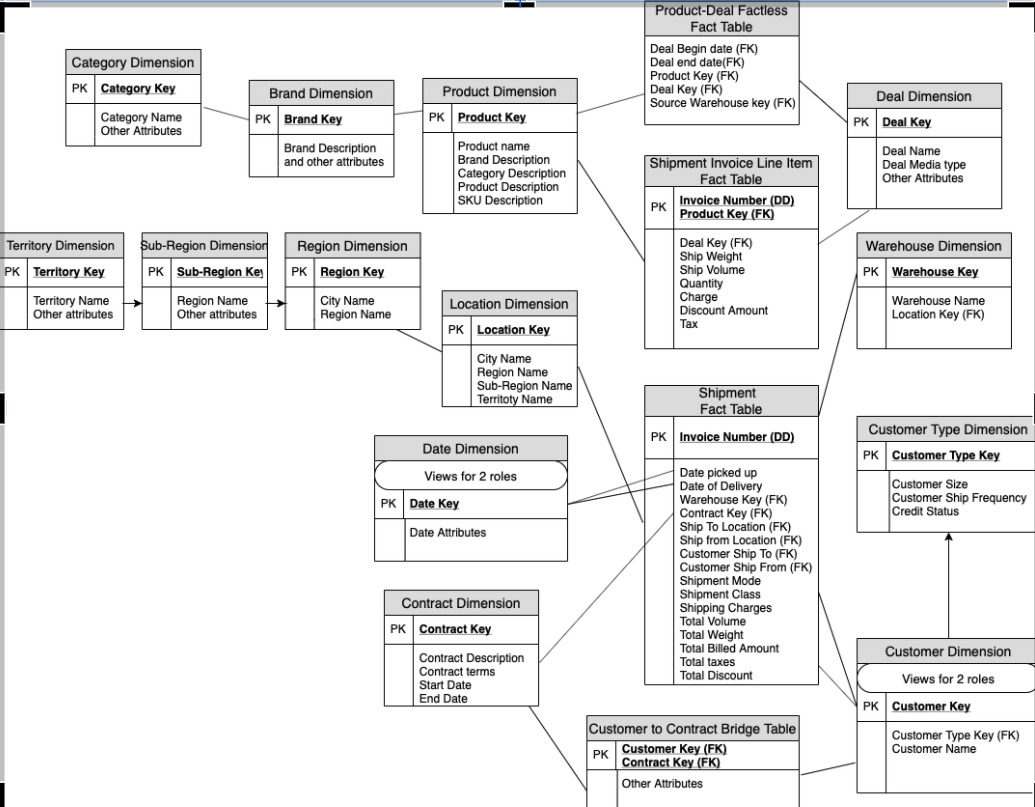 Product-Deal Factless
Fact Table
Deal Begin date (FK)
Deal end date(FK)
Product Key (FK)
Deal Key (FK)
Source Warehouse key (FK)
Category Dimension
PK Category Key
Category Name
Other Attributes
Brand Dimension
PK Brand Key
Brand Description
and other attributes
Product Dimension
PK Product Key
Product name
Brand Description
Category Description
Product Description
SKU Description
Deal Dimension
PK Deal Key
Deal Name
Deal Media type
Other Attributes
Shipment Invoice Line Item
Fact Table
PK Invoice Number (DD)
Product Key (FK)
Deal Key (FK)
Ship Weight
Ship Volume
Quantity
Charge
Discount Amount
Tax
Territory Dimension
PK Territory Key
Territory Name
Other attributes
Sub-Region Dimension
PK Sub-Region Key
Region Name
Other attributes
Region Dimension
PK Region Key
City Name
Region Name
Location Dimension
PK Location Key
City Name
Region Name
Sub-Region Name
Territoty Name
Warehouse Dimension
PK Warehouse Key
Warehouse Name
Location Key (FK)
Shipment
Fact Table
PK Invoice Number (DD)
Date picked up
Date of Delivery
Warehouse Key (FK)
Contract Key (FK)
Ship To Location (FK)
Ship from Location (FK)
Customer Ship To (FK)
Customer Ship From (FK)
Shipment Mode
Shipment Class
Shipping Charges
Total Volume
Total Weight
Total Billed Amount
Total taxes
Total Discount
Date Dimension
Views for 2 roles
PK Date Key
Date Attributes
Customer Type Dimension
PK Customer Type Key
Customer Size
Customer Ship Frequency
Credit Status
Contract Dimension
PK Contract Key
Contract Description
Contract terms
Start Date
End Date
Customer Dimension
Views for 2 roles
PK Customer Key
Customer Type Key (FK)
Customer Name
Customer to Contract Bridge Table
PK Customer Key (FK)
Contract Key (FK)
Other Attributes